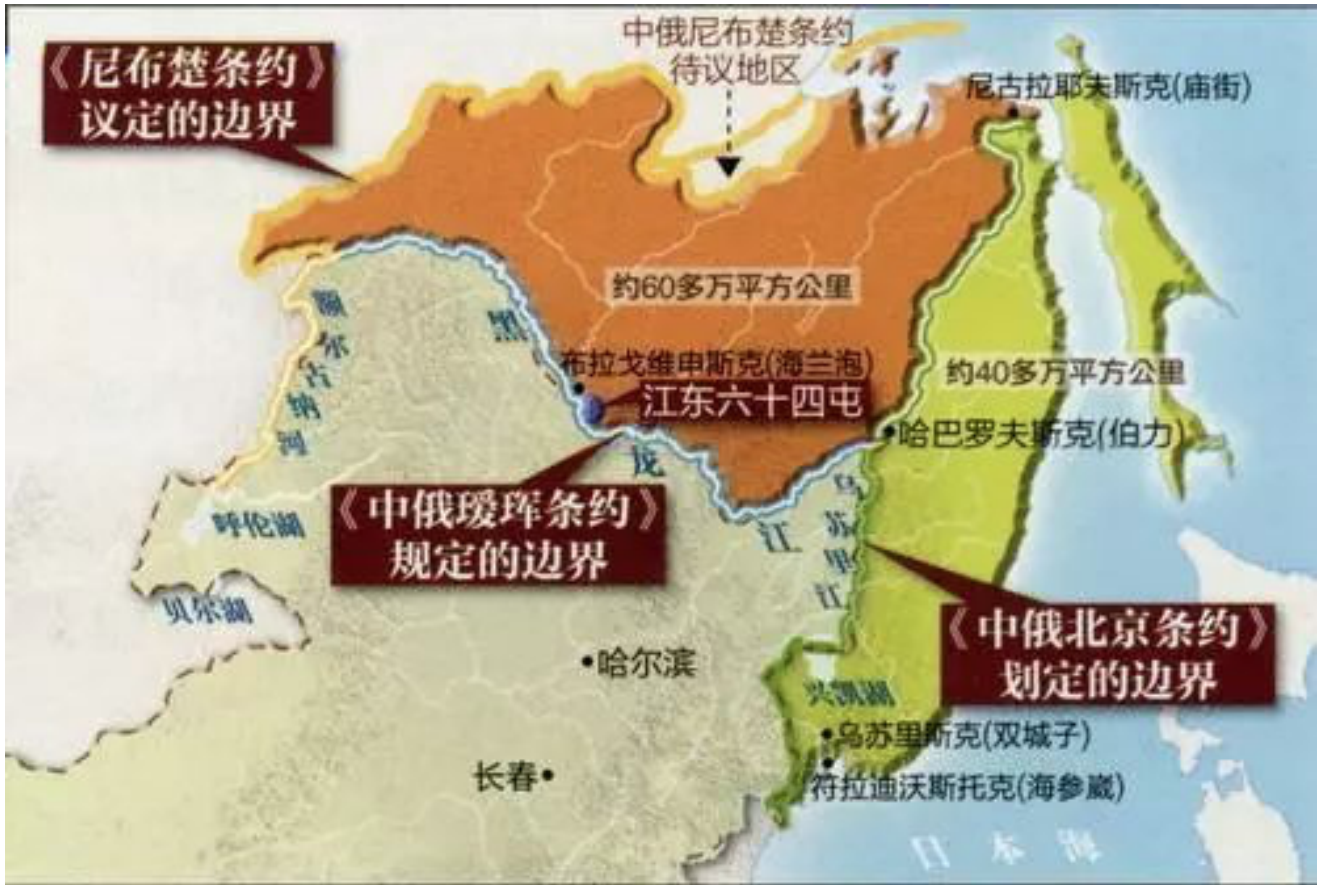 中俄尼布楚条约
待议地区
《尼布楚条约》
议定的边界
尼古拉耶夫斯克(庙街)
约60多万平方公里
额尔古纳河
黑龙江
布拉戈维申斯克(海兰泡)
江东六十四屯
约40多万平方公里
哈巴罗夫斯克(伯力)
《中俄瑷珲条约》
规定的边界
乌苏里江
呼伦湖
贝尔湖
《中俄北京条约》
划定的边界
哈尔滨
兴凯湖
乌苏里斯克(双城子)
长春
符拉迪沃斯托克(海参崴)
日本海